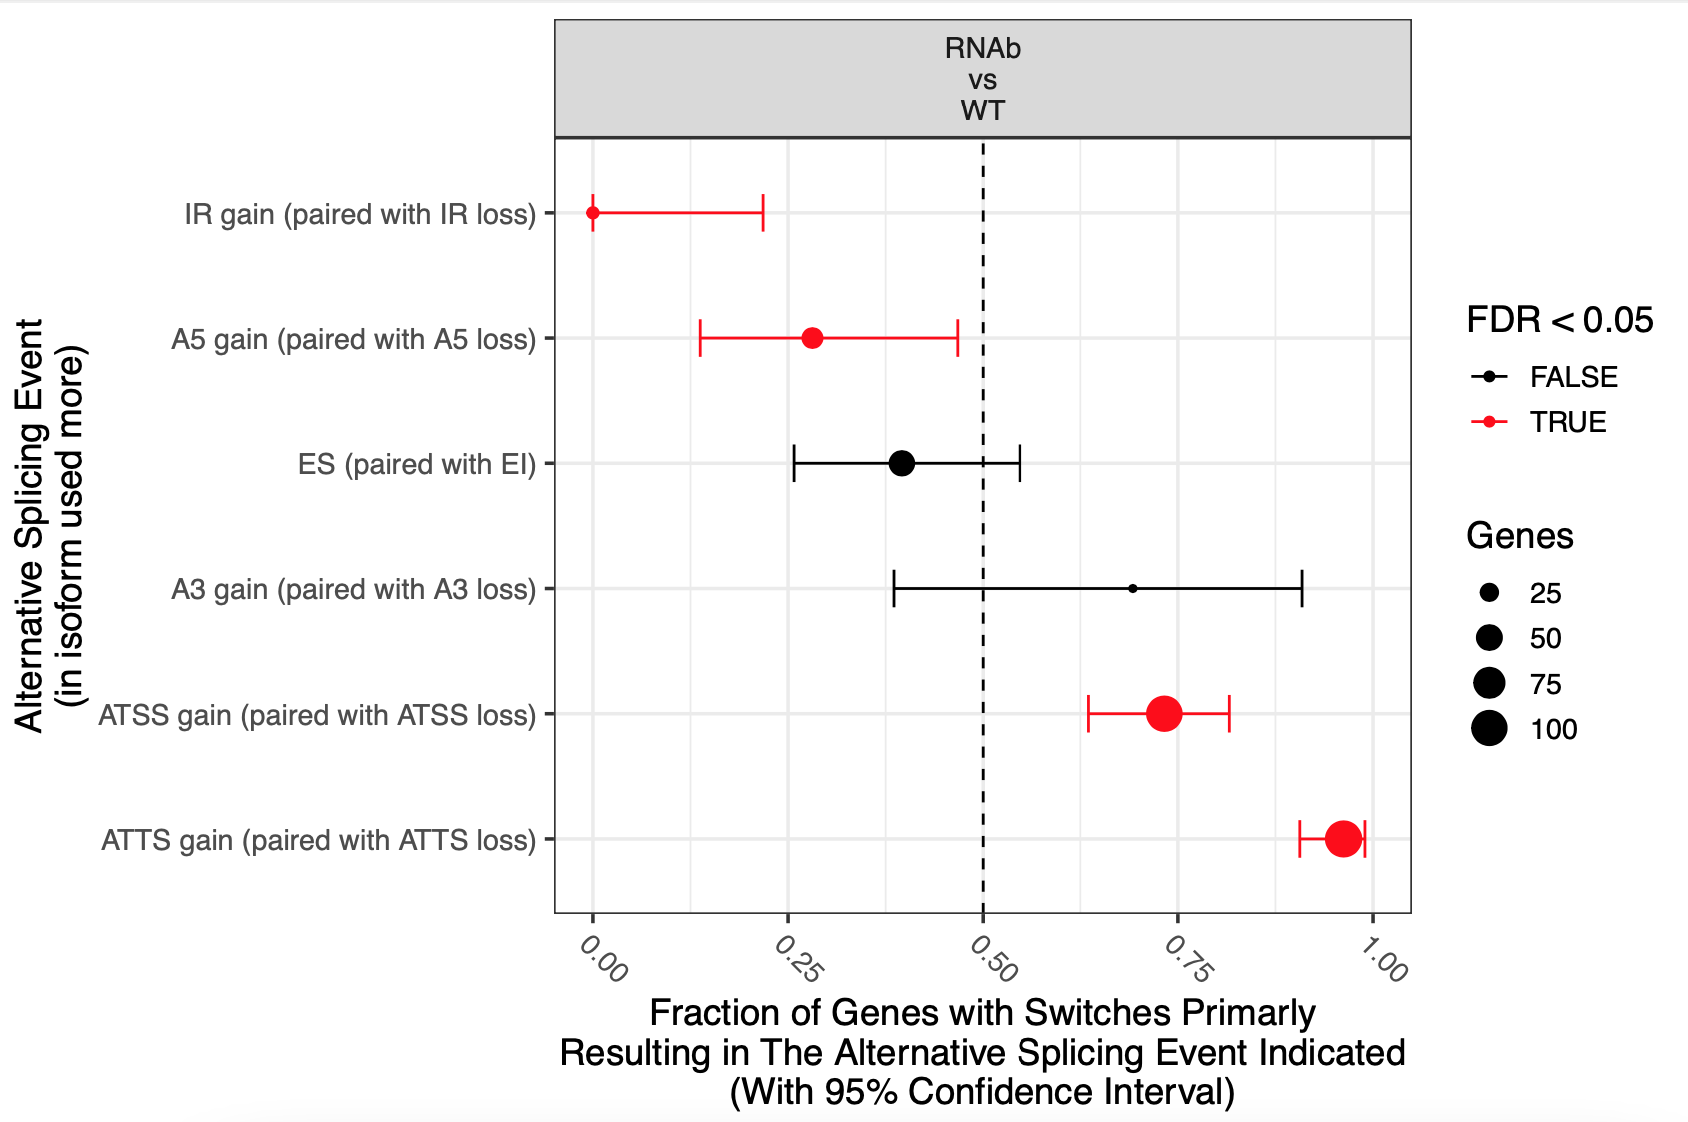 RNAb
vs
WT
IR gain (paired with IR loss)
A5 gain (paired with A5 loss)
ES (paired with EI)
A3 gain (paired with A3 loss)
ATSS gain (paired with ATSS loss)
ATTS gain (paired with ATTS loss)
Alternative Splicing Event
(in isoform used more)
0.00
0.25
0.50
0.75
1.00
Fraction of Genes with Switches Primarly
Resulting in The Alternative Splicing Event Indicated
(With 95% Confidence Interval)
FDR < 0.05
FALSE
TRUE
Genes
25
50
75
100